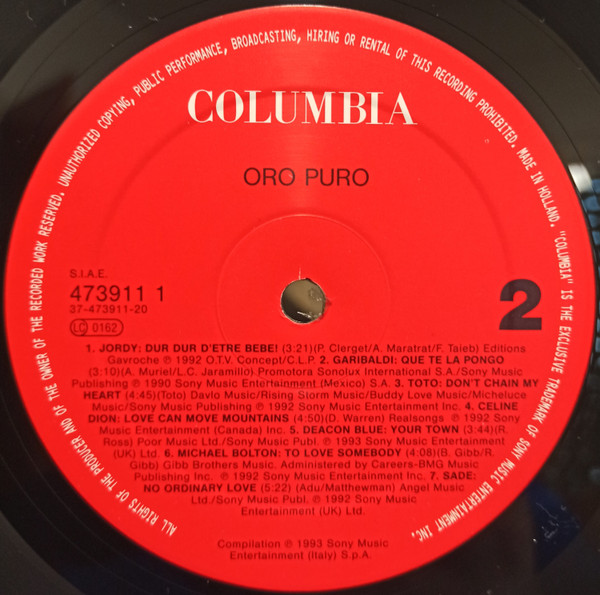 ALL RIGHTS OF THE PRODUCER AND OF THE OWNER OF THE RECORDED WORK RESERVED. UNAUTHORIZED COPYING, PUBLIC PERFORMANCE, BROADCASTING, HIRING OR RENTAL OF THIS RECORDING PROHIBITED. MADE IN HOLLAND. "COLUMBIA" IS THE EXCLUSIVE TRADEMARK OF SONY MUSIC ENTERTAINMENT INC.
COLUMBIA
ORO PURO
S.I.A.E.
473911 1
37-473911-20
LC 0162
2
1. JORDY: DUR DUR D'ETRE BEBE! (3:21)(P. Clerget/A. Maratrat/F. Taieb) Editions
Gavroche ℗ 1992 O.T.V. Concept/C.L.P. 2. GARIBALDI: QUE TE LA PONGO
(3:10)(A. Muriel/L.C. Jaramillo) Promotora Sonolux International S.A./Sony Music
Publishing ℗ 1990 Sony Music Entertainment (Mexico) S.A. 3. TOTO: DON'T CHAIN MY
HEART (4:45)(Toto) Davlo Music/Rising Storm Music/Buddy Love Music/Micheluce
Music/Sony Music Publishing ℗ 1992 Sony Music Entertainment Inc. 4. CELINE
DION: LOVE CAN MOVE MOUNTAINS (4:50)(D. Warren) Realsongs ℗ 1992 Sony Music
Entertainment (Canada) Inc. 5. DEACON BLUE: YOUR TOWN (3:44)(R.
Ross) Poor Music Ltd./Sony Music Publ. ℗ 1993 Sony Music Entertainment
(UK) Ltd. 6. MICHAEL BOLTON: TO LOVE SOMEBODY (4:08)(B. Gibb/R.
Gibb) Gibb Brothers Music. Administered by Careers-BMG Music
Publishing Inc. ℗ 1992 Sony Music Entertainment Inc. 7. SADE:
NO ORDINARY LOVE (5:22) (Adu/Matthewman) Angel Music
Ltd./Sony Music Publ. ℗ 1992 Sony Music
Entertainment (UK) Ltd.
Compilation ℗ 1993 Sony Music
Entertainment (Italy) S.p.A.